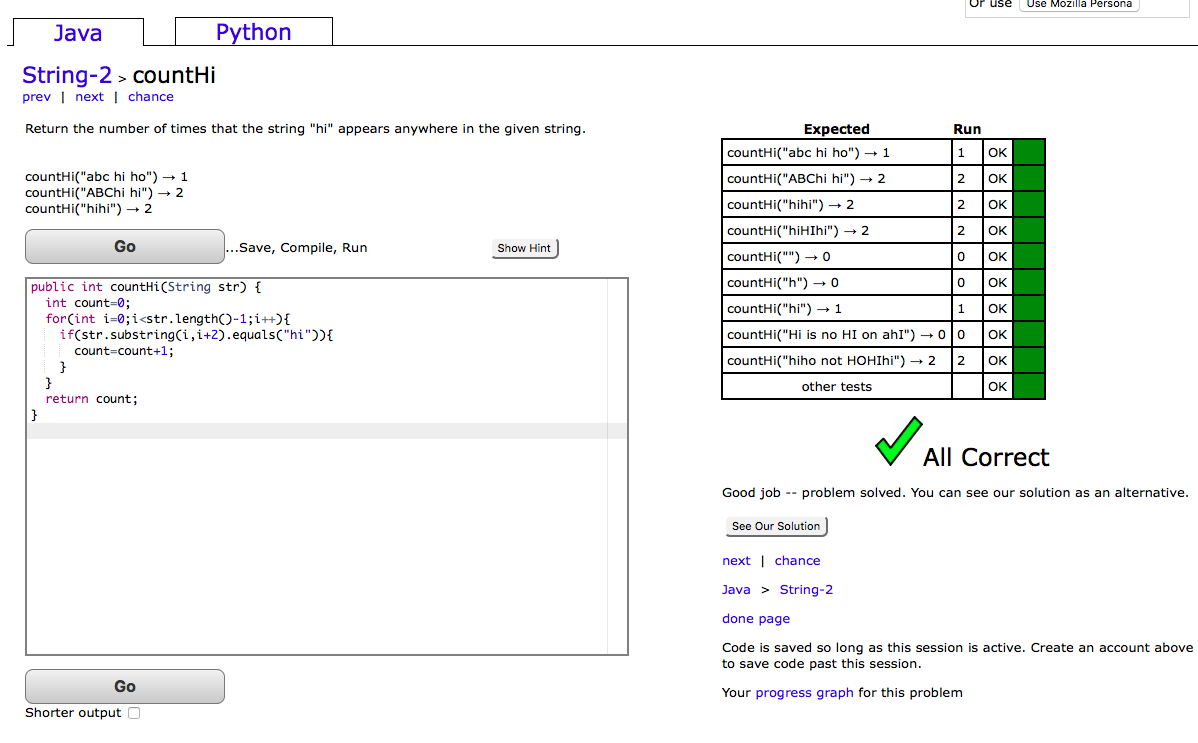 Or use Use Mozilla Persona
Java Python
String-2 > countHi
prev | next | chance
Return the number of times that the string "hi" appears anywhere in the given string.
countHi("abc hi ho") → 1
countHi("ABChi hi") → 2
countHi("hihi") → 2
Go ...Save, Compile, Run Show Hint
public int countHi(String str) {
  int count=0;
  for(int i=0;i<str.length()-1;i++){
    if(str.substring(i,i+2).equals("hi")){
      count=count+1;
    }
  }
  return count;
}
Go
Shorter output
Expected Run
countHi("abc hi ho") → 1 1 OK
countHi("ABChi hi") → 2 2 OK
countHi("hihi") → 2 2 OK
countHi("hiHIhi") → 2 2 OK
countHi("") → 0 0 OK
countHi("h") → 0 0 OK
countHi("hi") → 1 1 OK
countHi("Hi is no HI on ahI") → 0 0 OK
countHi("hiho not HOHIhi") → 2 2 OK
other tests OK
All Correct
Good job -- problem solved. You can see our solution as an alternative.
See Our Solution
next | chance
Java > String-2
done page
Code is saved so long as this session is active. Create an account above
to save code past this session.
Your progress graph for this problem